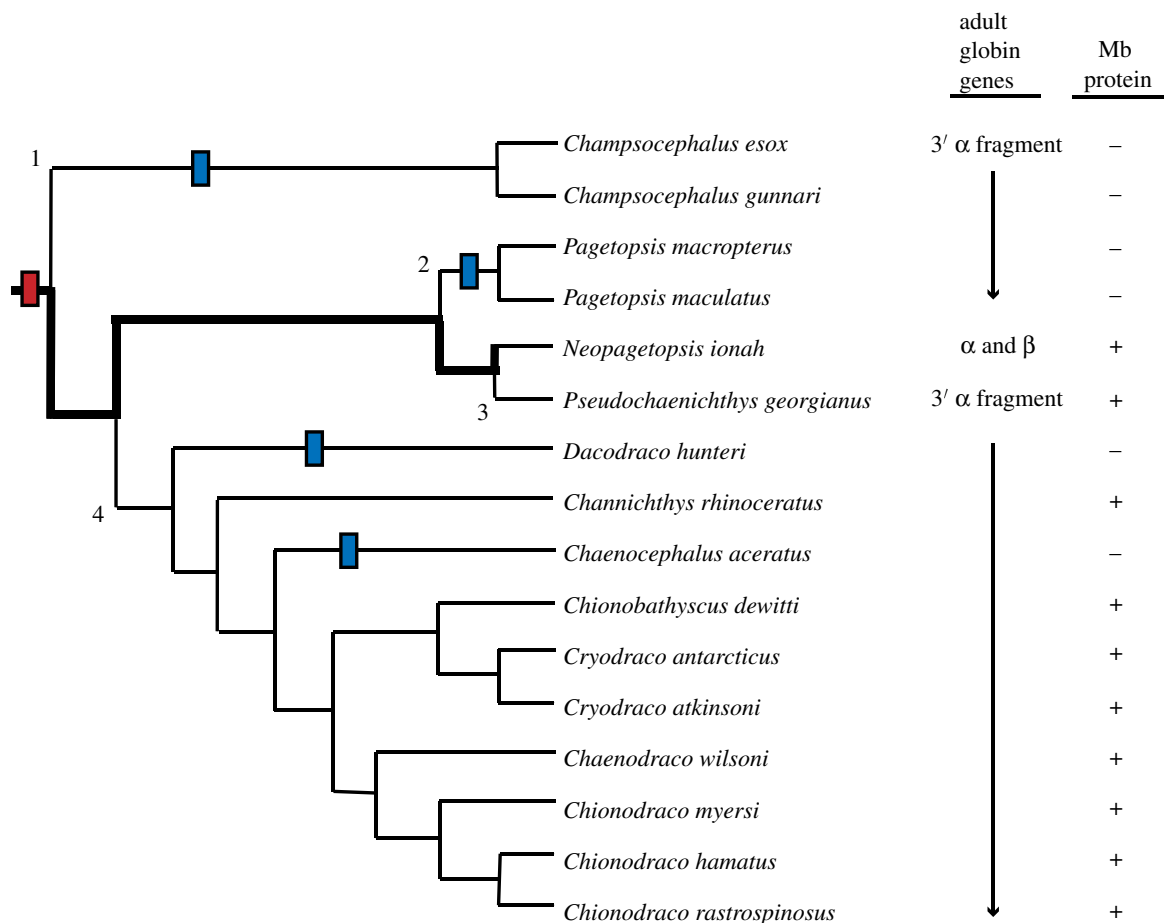 adult
globin
genes
Mb
protein
1
Champsocephalus esox 3′ α fragment –
Champsocephalus gunnari –
2
Pagetopsis macropterus –
Pagetopsis maculatus –
Neopagetopsis ionah α and β +
3
Pseudochaenichthys georgianus 3′ α fragment +
Dacodraco hunteri –
4
Channichthys rhinoceratus +
Chaenocephalus aceratus –
Chionobathyscus dewitti +
Cryodraco antarcticus +
Cryodraco atkinsoni +
Chaenodraco wilsoni +
Chionodraco myersi +
Chionodraco hamatus +
Chionodraco rastrospinosus +